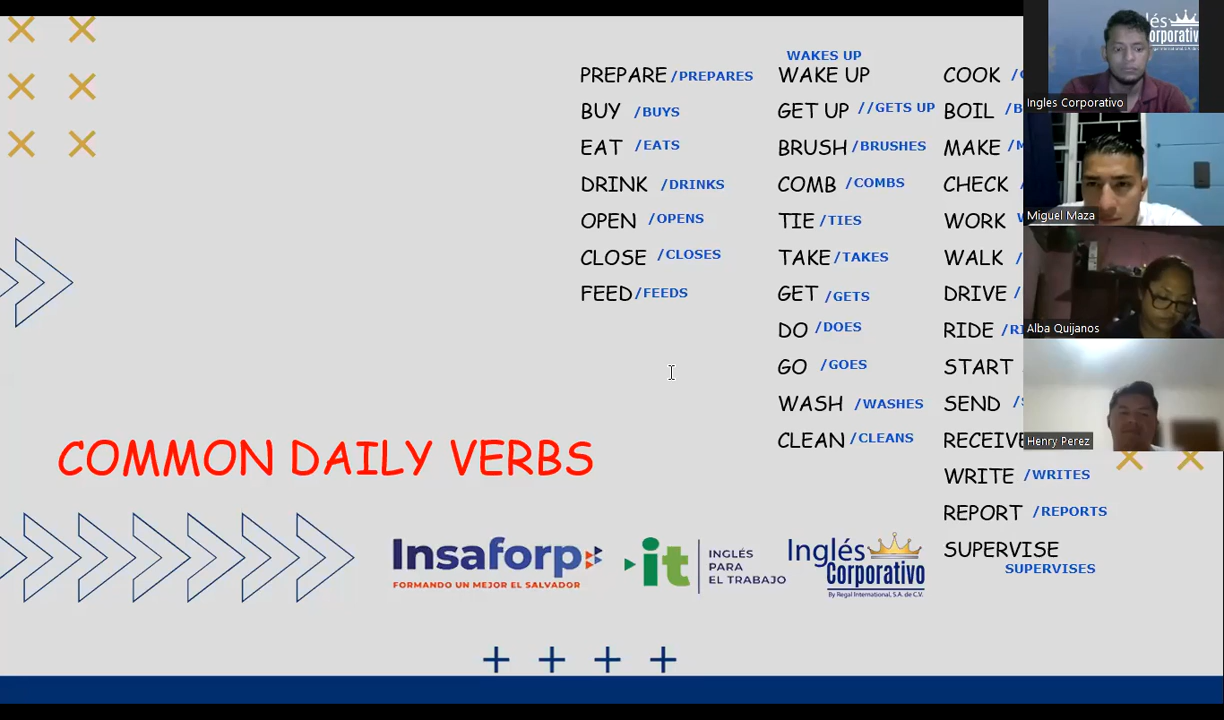 WAKES UP
PREPARE /PREPARES
BUY /BUYS
EAT /EATS
DRINK /DRINKS
OPEN /OPENS
CLOSE /CLOSES
FEED /FEEDS
WAKE UP
GET UP //GETS UP
BRUSH /BRUSHES
COMB /COMBS
TIE /TIES
TAKE /TAKES
GET /GETS
DO /DOES
GO /GOES
WASH /WASHES
CLEAN /CLEANS
COOK
BOIL
MAKE
CHECK
WORK
WALK
DRIVE
RIDE
START
SEND
RECEIVE
WRITE /WRITES
REPORT /REPORTS
SUPERVISE
SUPERVISES
COMMON DAILY VERBS
Insaforp
FORMANDO UN MEJOR EL SALVADOR
it
INGLÉS
PARA
EL TRABAJO
Inglés
Corporativo
By Regal International, S.A. de C.V.
Ingles Corporativo
Miguel Maza
Alba Quijanos
Henry Perez